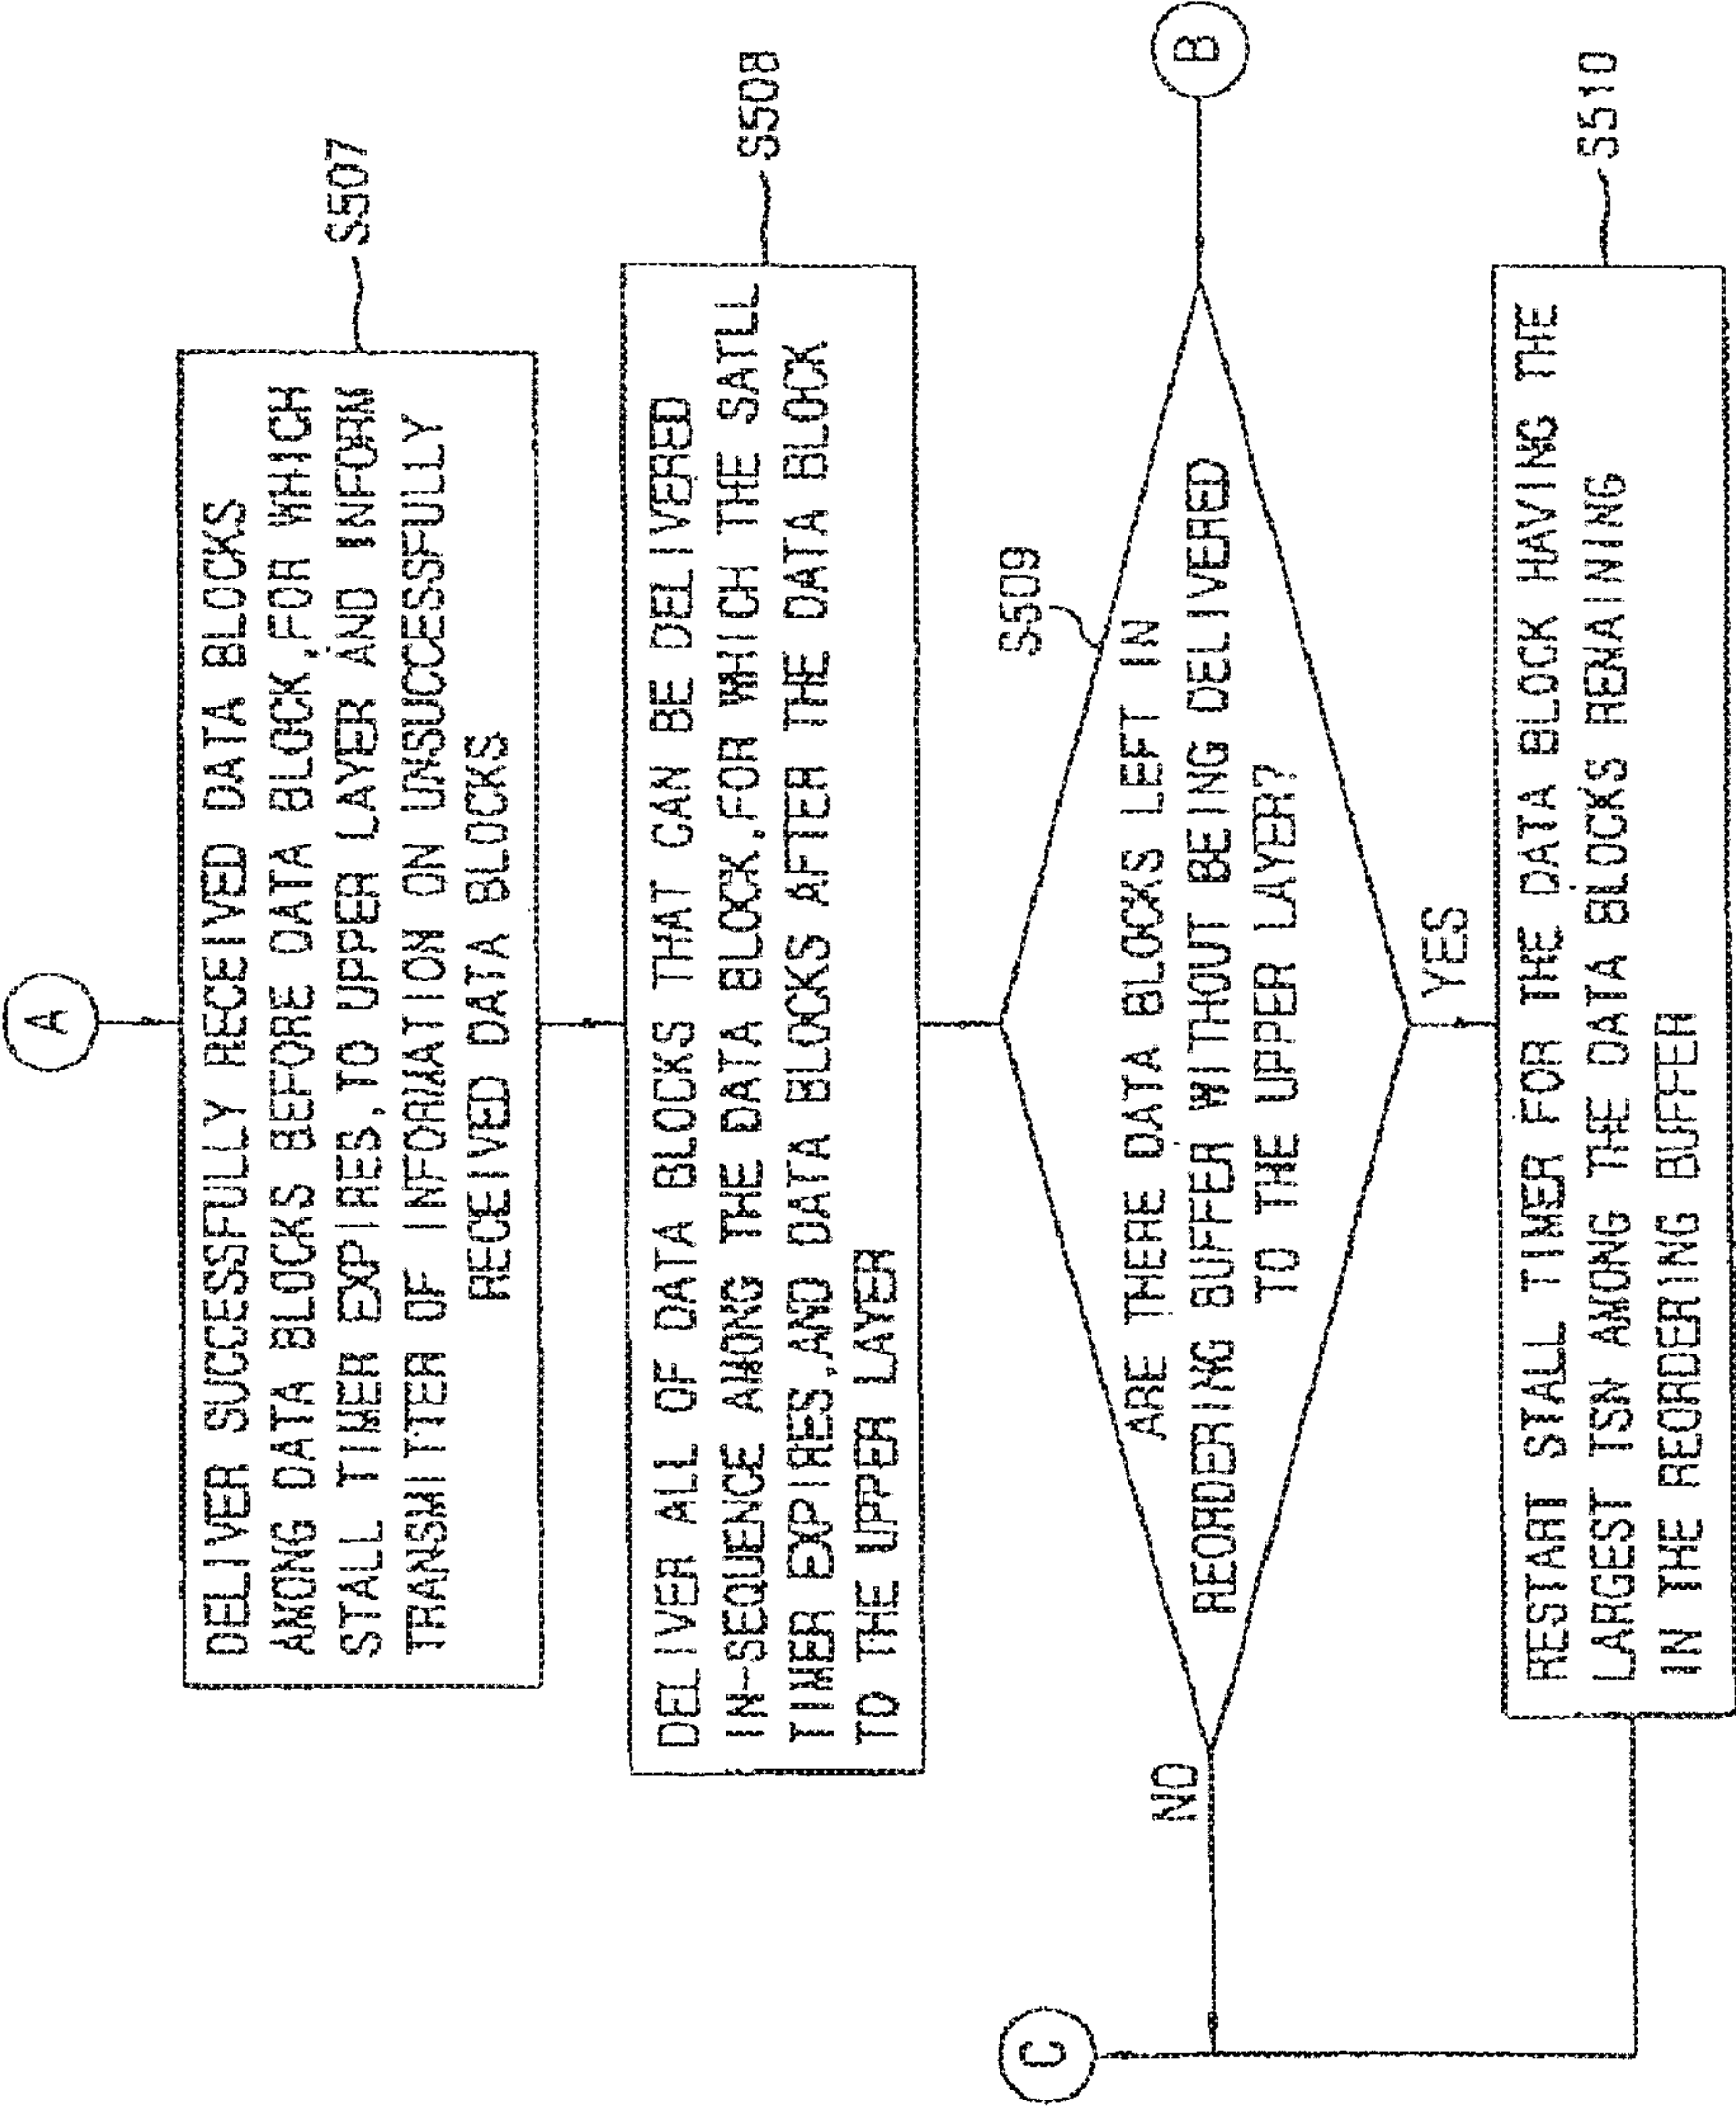 A
DELIVER SUCCESSFULLY RECEIVED DATA BLOCKS
AMONG DATA BLOCKS BEFORE DATA BLOCK,FOR WHICH
STALL TIMER EXPIRES,TO UPPER LAYER AND INFORM
TRANSMITTER OF INFORMATION ON UNSUCCESSFULLY
RECEIVED DATA BLOCKS
S507
DELIVER ALL OF DATA BLOCKS THAT CAN BE DELIVERED
IN-SEQUENCE AMONG THE DATA BLOCK,FOR WHICH THE SATLL
TIMER EXPIRES,AND DATA BLOCKS AFTER THE DATA BLOCK
TO THE UPPER LAYER
S508
S509
ARE THERE DATA BLOCKS LEFT IN
REORDERING BUFFER WITHOUT BEING DELIVERED
TO THE UPPER LAYER?
B
NO
C
YES
RESTART STALL TIMER FOR THE DATA BLOCK HAVING THE
LARGEST TSN AMONG THE DATA BLOCKS REMAINING
IN THE REORDERING BUFFER
S510